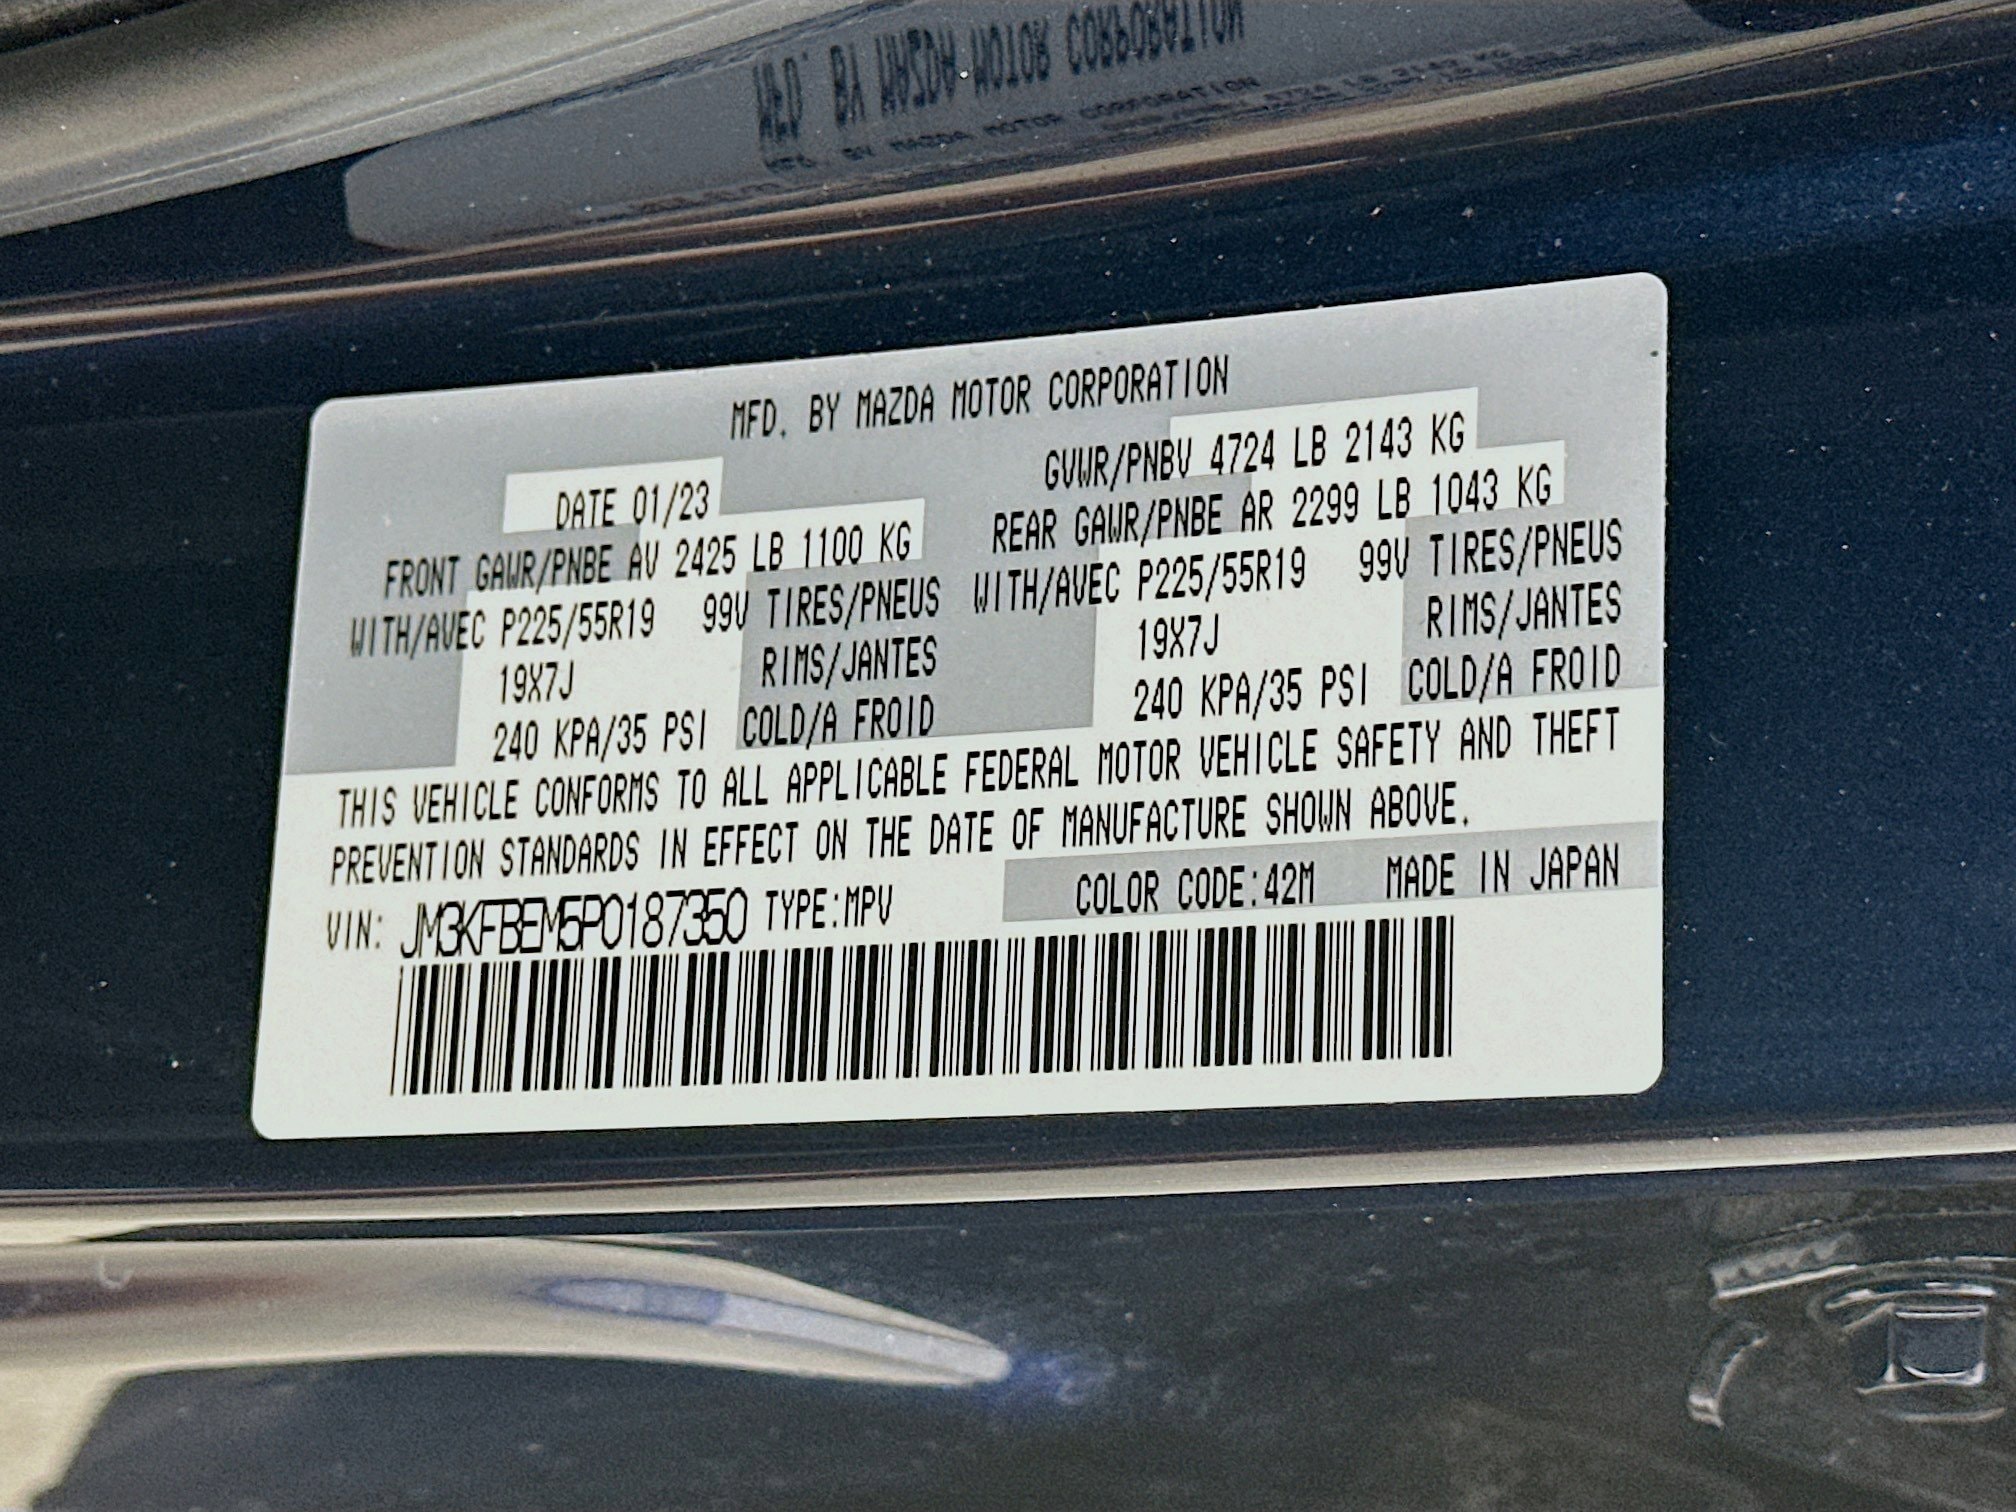 MFD. BY MAZDA MOTOR CORPORATION
DATE 01/23 GVWR/PNBV 4724 LB 2143 KG
FRONT GAWR/PNBE AV 2425 LB 1100 KG REAR GAWR/PNBE AR 2299 LB 1043 KG
WITH/AVEC P225/55R19 99V TIRES/PNEUS WITH/AVEC P225/55R19 99V TIRES/PNEUS
19X7J RIMS/JANTES 19X7J RIMS/JANTES
240 KPA/35 PSI COLD/A FROID 240 KPA/35 PSI COLD/A FROID
THIS VEHICLE CONFORMS TO ALL APPLICABLE FEDERAL MOTOR VEHICLE SAFETY AND THEFT
PREVENTION STANDARDS IN EFFECT ON THE DATE OF MANUFACTURE SHOWN ABOVE.
VIN: JM3KFBEM5P0187350 TYPE:MPV COLOR CODE:42M MADE IN JAPAN